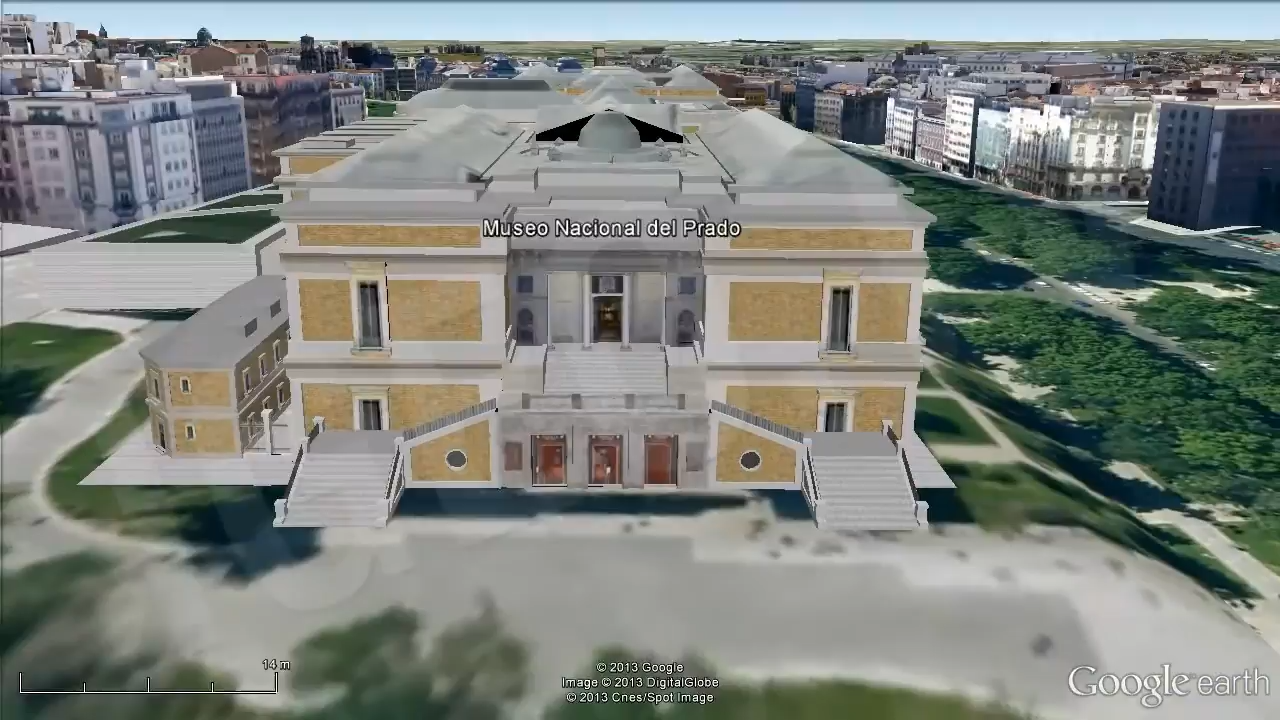 Museo Nacional del Prado
14 m
© 2013 Google
Image © 2013 DigitalGlobe
© 2013 Cnes/Spot Image
Google earth